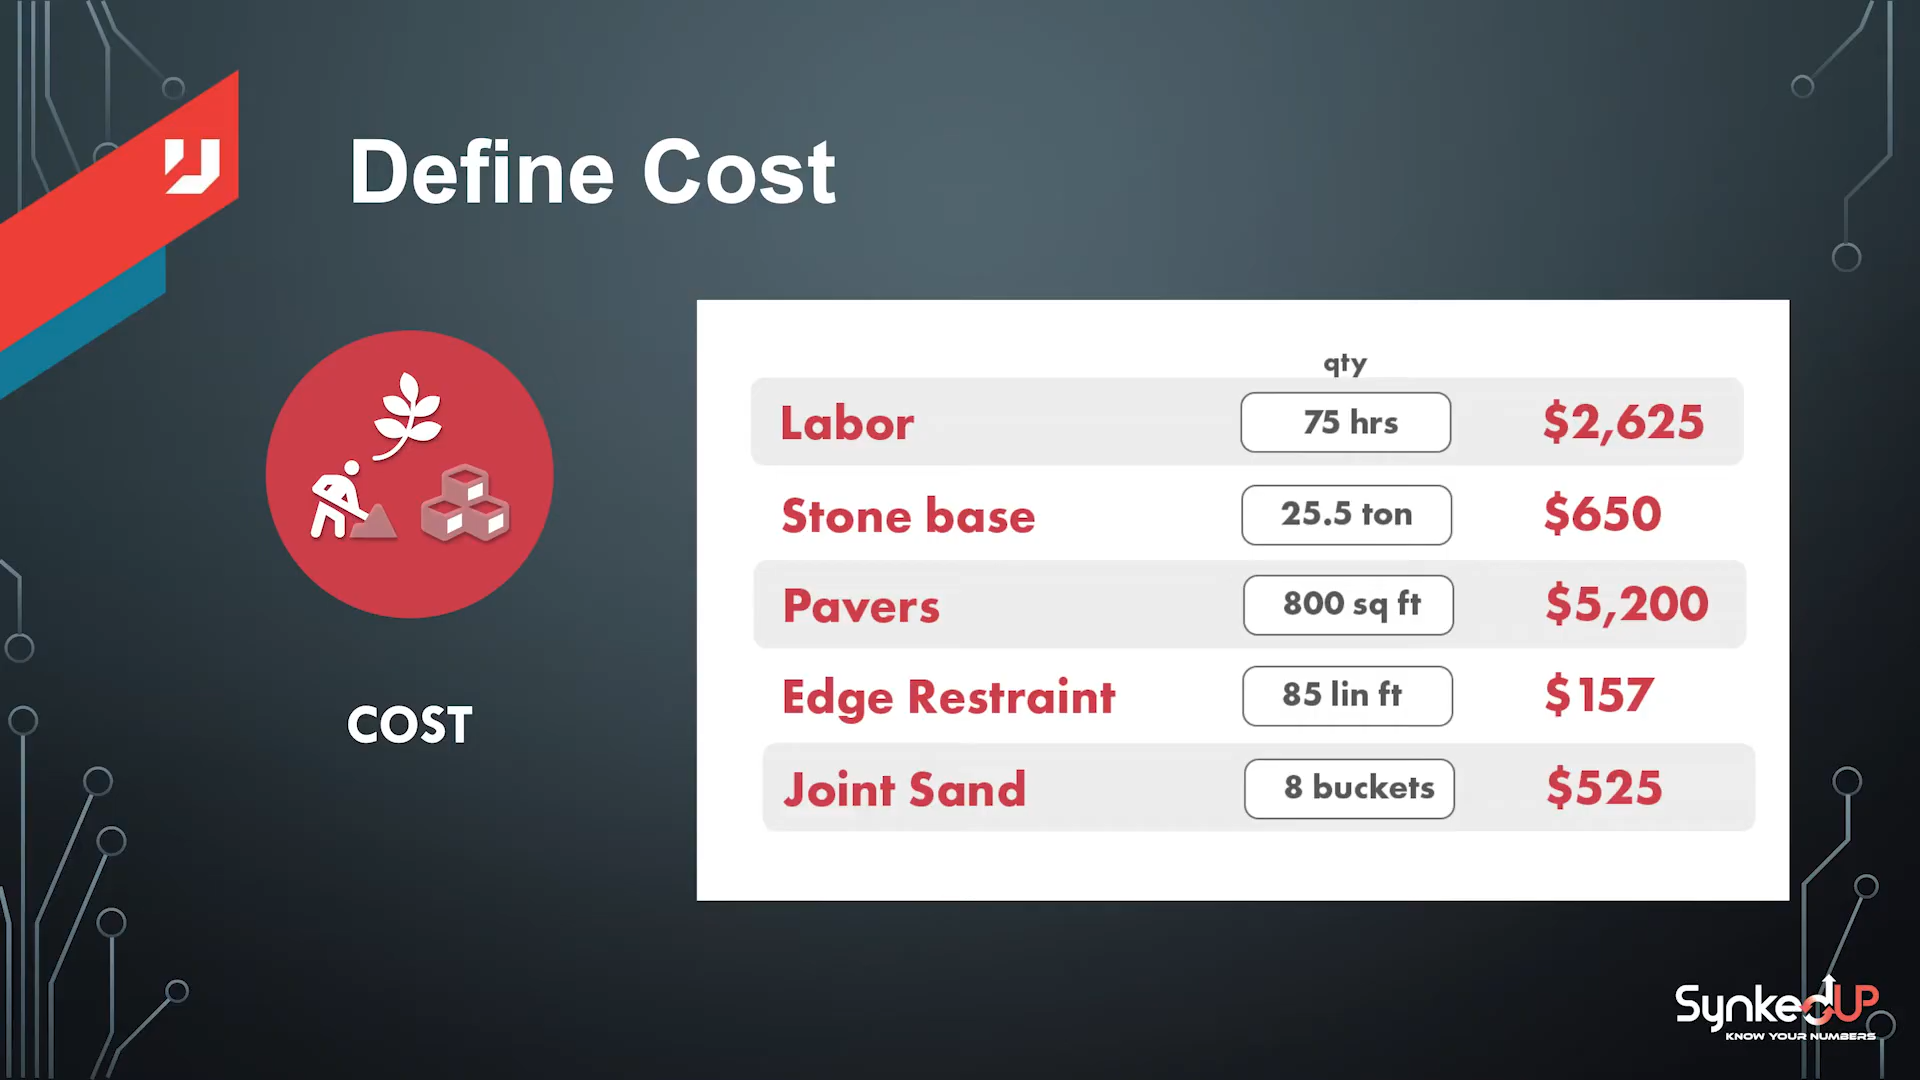 Define Cost
qty
Labor 75 hrs $2,625
Stone base 25.5 ton $650
Pavers 800 sq ft $5,200
Edge Restraint 85 lin ft $157
Joint Sand 8 buckets $525
COST
SynkedUP
KNOW YOUR NUMBERS